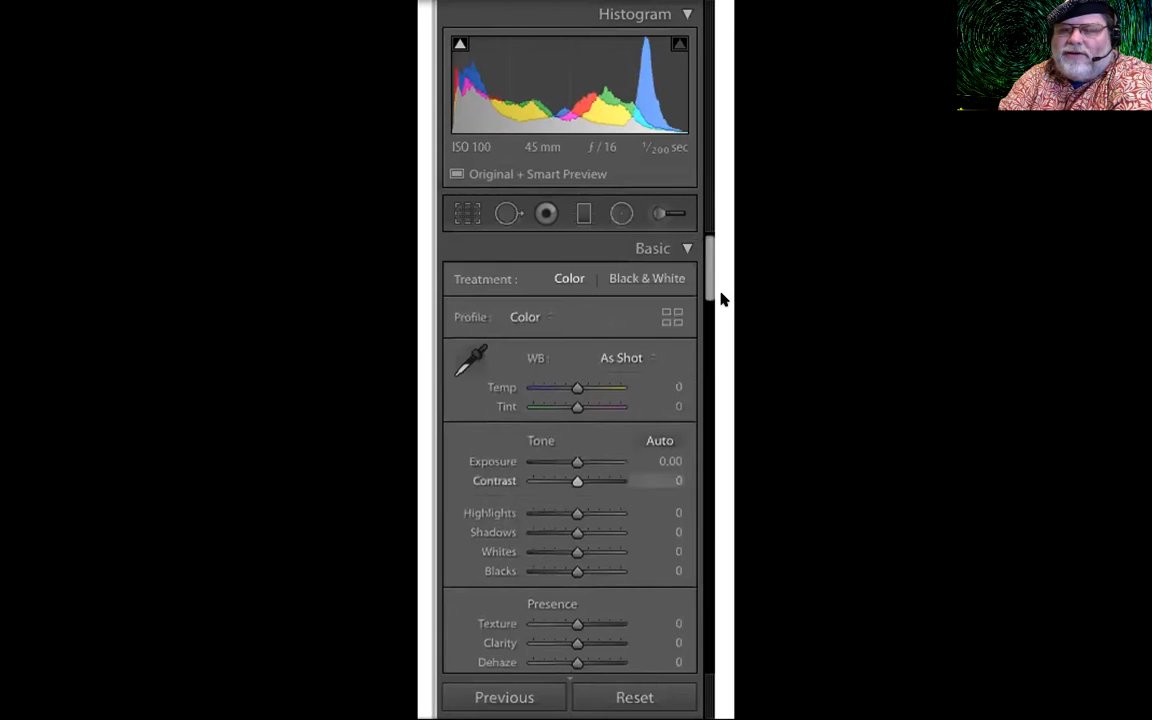 Histogram
ISO 100 45 mm ƒ / 16 1/200 sec
Original + Smart Preview
Basic
Treatment : Color | Black & White
Profile : Color
WB : As Shot
Temp 0
Tint 0
Tone Auto
Exposure 0.00
Contrast 0
Highlights 0
Shadows 0
Whites 0
Blacks 0
Presence
Texture 0
Clarity 0
Dehaze 0
Previous Reset